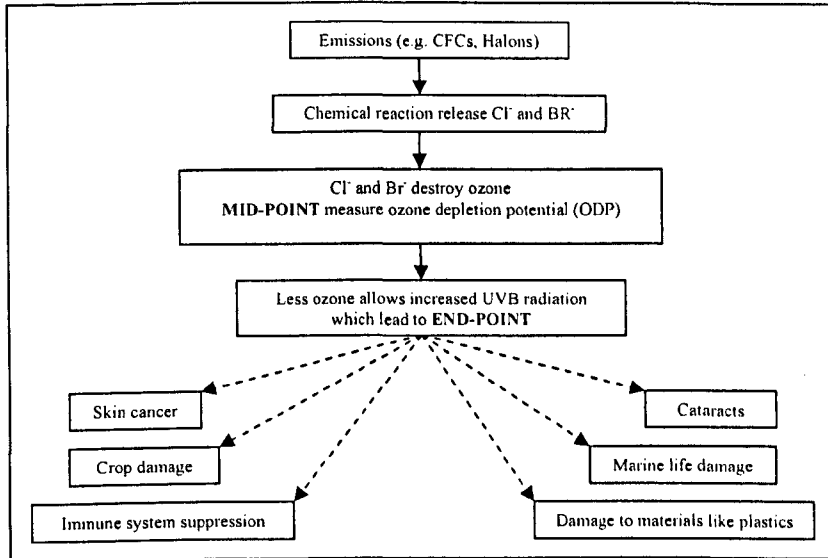 Emissions (e.g. CFCs, Halons)
Chemical reaction release Cl⁻ and BR⁻
Cl⁻ and Br⁻ destroy ozone
MID-POINT measure ozone depletion potential (ODP)
Less ozone allows increased UVB radiation
which lead to END-POINT
Skin cancer
Cataracts
Crop damage
Marine life damage
Immune system suppression
Damage to materials like plastics